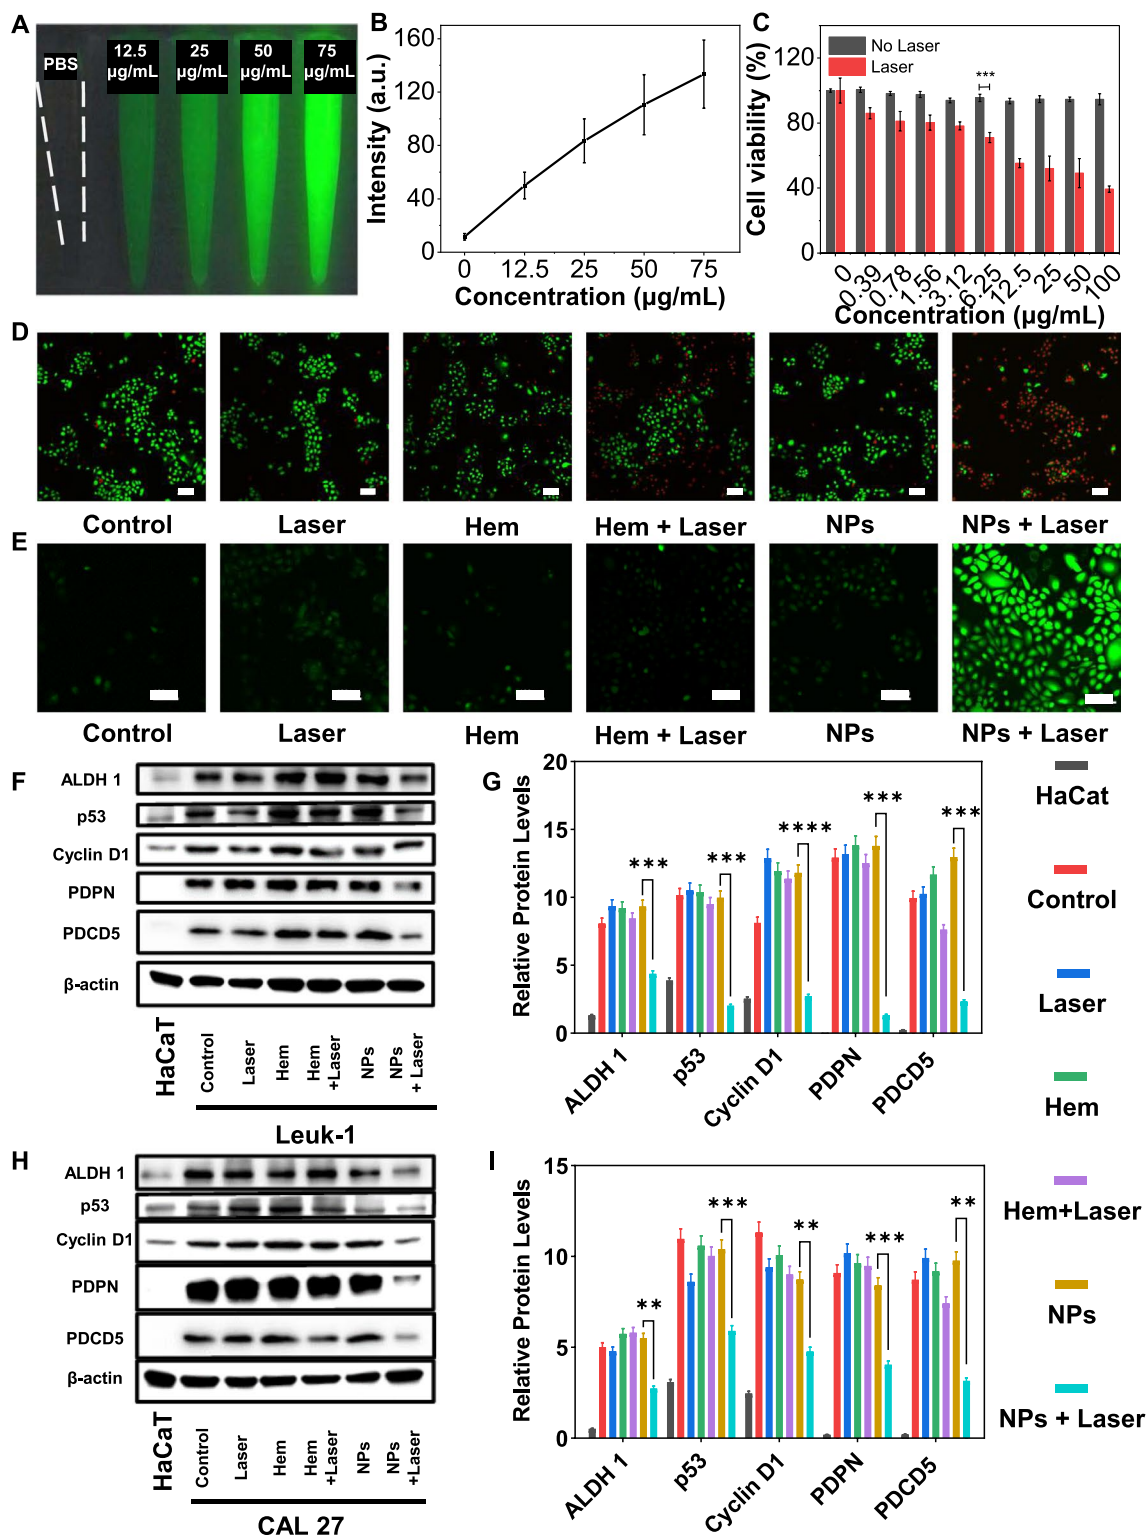 A
PBS
12.5
µg/mL
25
µg/mL
50
µg/mL
75
µg/mL
B
Intensity (a.u.)
160
120
80
40
0
0
12.5
25
50
75
Concentration (µg/mL)
C
Cell viability (%)
120
80
40
0
No Laser
Laser
***
0
0.39
0.78
1.56
3.12
6.25
12.5
25
50
100
Concentration (µg/mL)
D
Control
Laser
Hem
Hem + Laser
NPs
NPs + Laser
E
Control
Laser
Hem
Hem + Laser
NPs
NPs + Laser
F
ALDH 1
p53
Cyclin D1
PDPN
PDCD5
β-actin
HaCaT
Control
Laser
Hem
Hem
+Laser
NPs
NPs
+ Laser
Leuk-1
G
Relative Protein Levels
20
15
10
5
0
***
***
****
***
***
ALDH 1
p53
Cyclin D1
PDPN
PDCD5
HaCat
Control
Laser
Hem
Hem+Laser
NPs
NPs + Laser
H
ALDH 1
p53
Cyclin D1
PDPN
PDCD5
β-actin
HaCaT
Control
Laser
Hem
Hem
+Laser
NPs
NPs
+Laser
CAL 27
I
Relative Protein Levels
15
10
5
0
**
***
**
***
**
ALDH 1
p53
Cyclin D1
PDPN
PDCD5